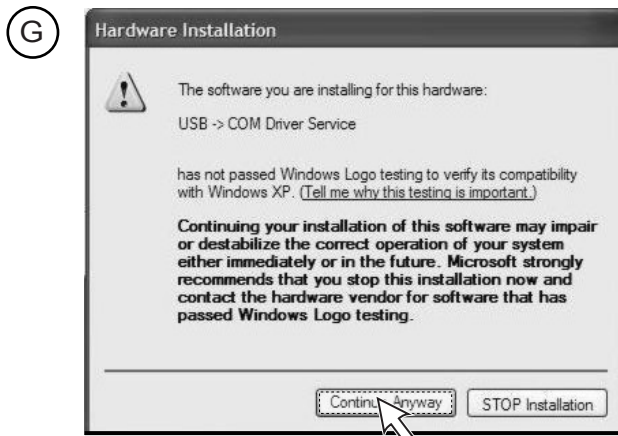 G
Hardware Installation
The software you are installing for this hardware:
USB -> COM Driver Service
has not passed Windows Logo testing to verify its compatibility
with Windows XP. (Tell me why this testing is important.)
Continuing your installation of this software may impair
or destabilize the correct operation of your system
either immediately or in the future. Microsoft strongly
recommends that you stop this installation now and
contact the hardware vendor for software that has
passed Windows Logo testing.
Continue Anyway
STOP Installation